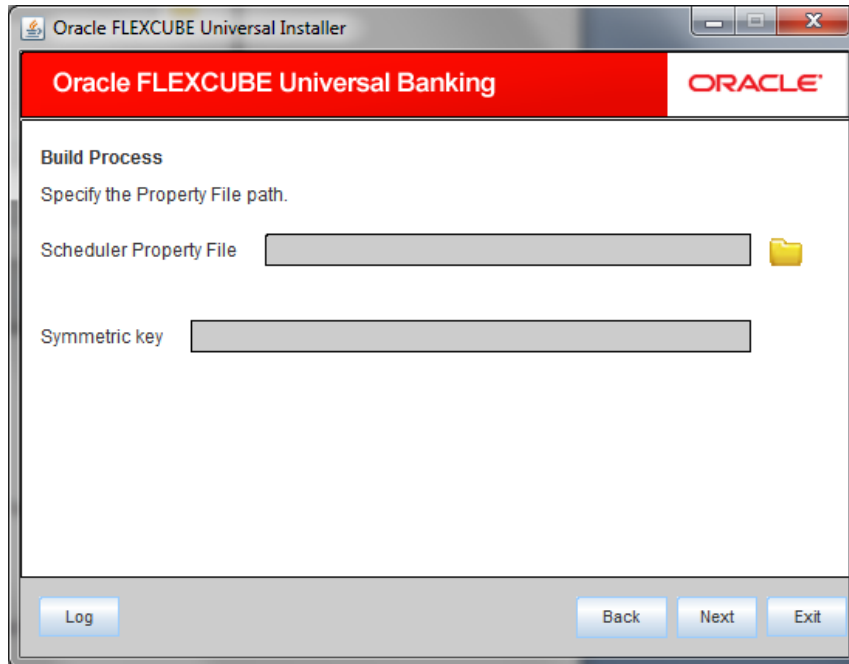 Oracle FLEXCUBE Universal Installer
Oracle FLEXCUBE Universal Banking ORACLE
Build Process
Specify the Property File path.
Scheduler Property File
Symmetric key
Log Back Next Exit